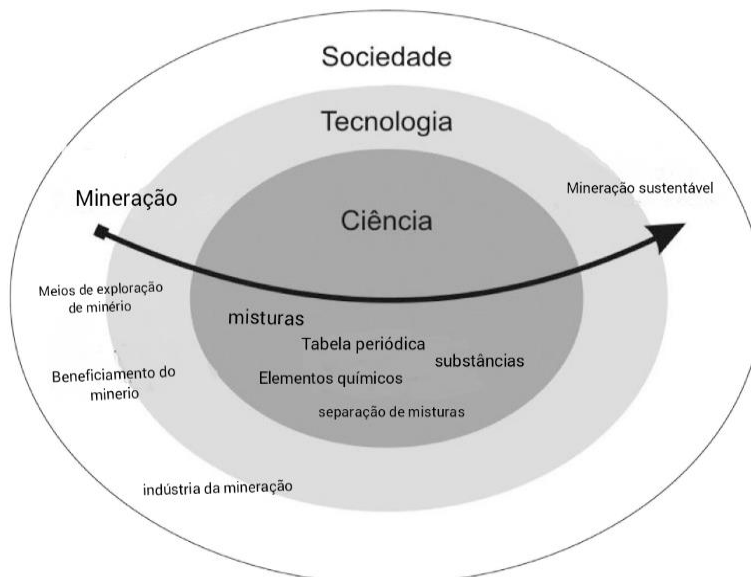 Sociedade
Tecnologia
Mineração
Mineração sustentável
Ciência
Meios de exploração
de minério
misturas
Tabela periódica
substâncias
Beneficiamento do
minerio
Elementos químicos
separação de misturas
indústria da mineração